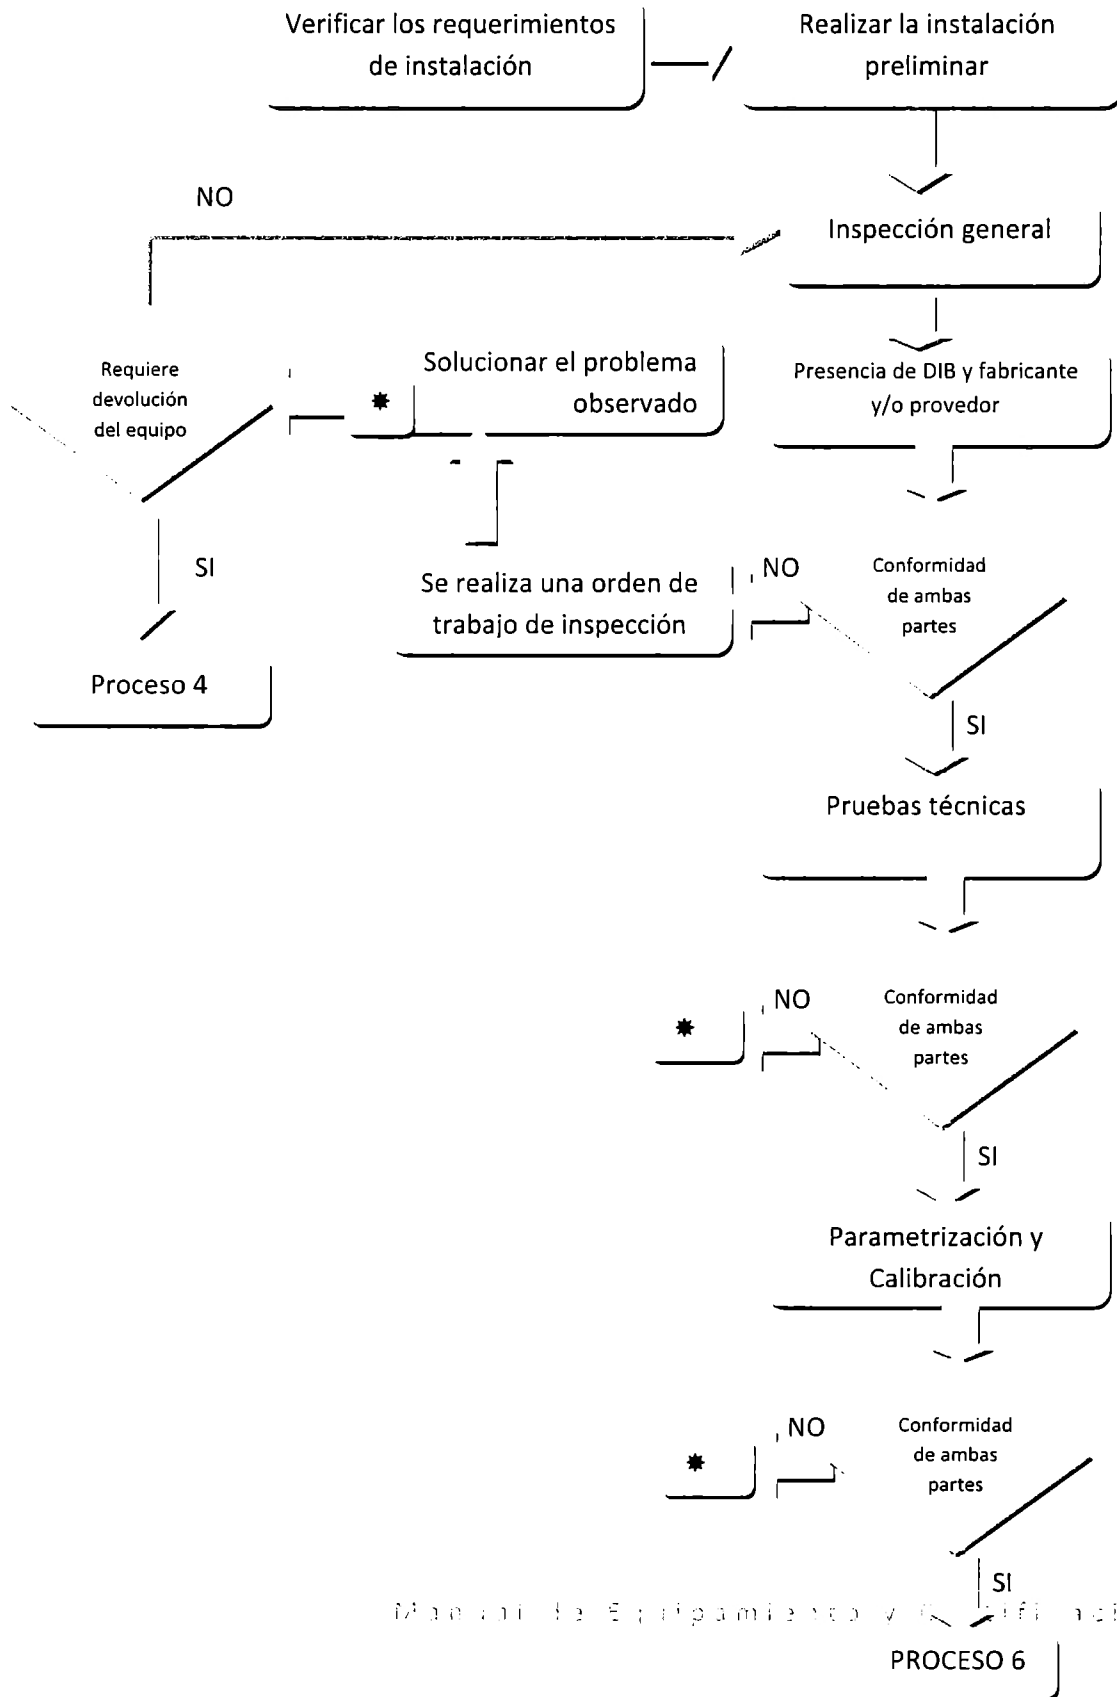 Verificar los requerimientos
de instalación
Realizar la instalación
preliminar
NO
Inspección general
Requiere
devolución
del equipo
*
Solucionar el problema
observado
Presencia de DIB y fabricante
y/o provedor
SI
Se realiza una orden de
trabajo de inspección
NO
Conformidad
de ambas
partes
Proceso 4
SI
Pruebas técnicas
*
NO
Conformidad
de ambas
partes
SI
Parametrización y
Calibración
*
NO
Conformidad
de ambas
partes
SI
de Equipamiento y
PROCESO 6